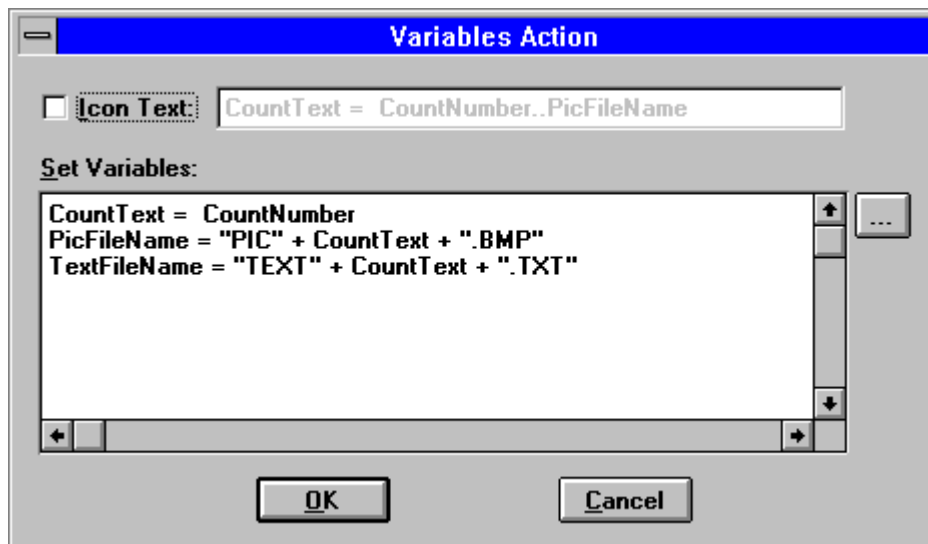 Variables Action
Icon Text: CountText =  CountNumber..PicFileName
Set Variables:
CountText =  CountNumber
PicFileName = "PIC" + CountText + ".BMP"
TextFileName = "TEXT" + CountText + ".TXT"
...
OK Cancel